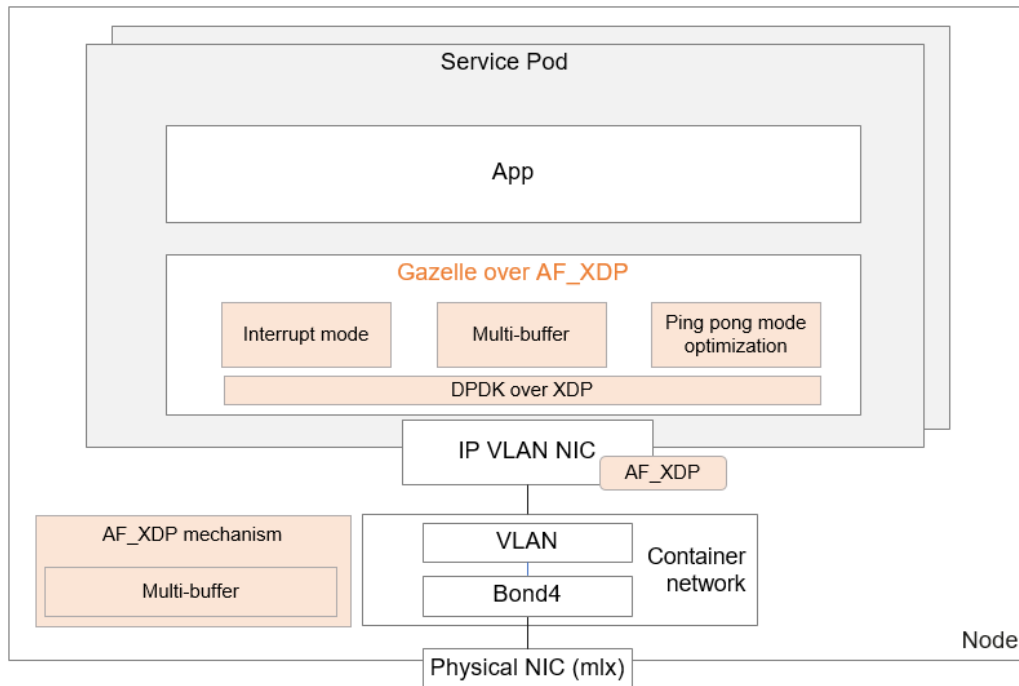 Service Pod
App
Gazelle over AF_XDP
Interrupt mode
Multi-buffer
Ping pong mode
optimization
DPDK over XDP
IP VLAN NIC
AF_XDP
AF_XDP mechanism
Multi-buffer
VLAN
Bond4
Container
network
Node
Physical NIC (mlx)